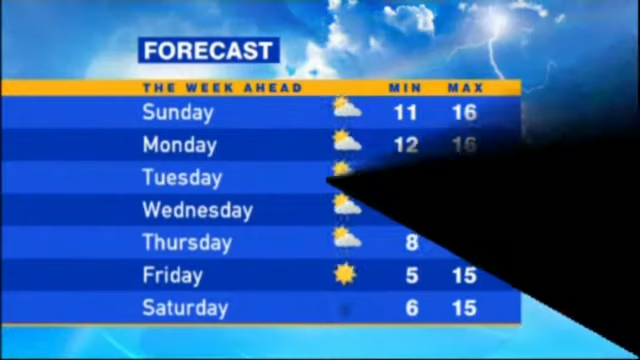 FORECAST
THE WEEK AHEAD MIN MAX
Sunday 11 16
Monday 12 16
Tuesday
Wednesday
Thursday 8
Friday 5 15
Saturday 6 15